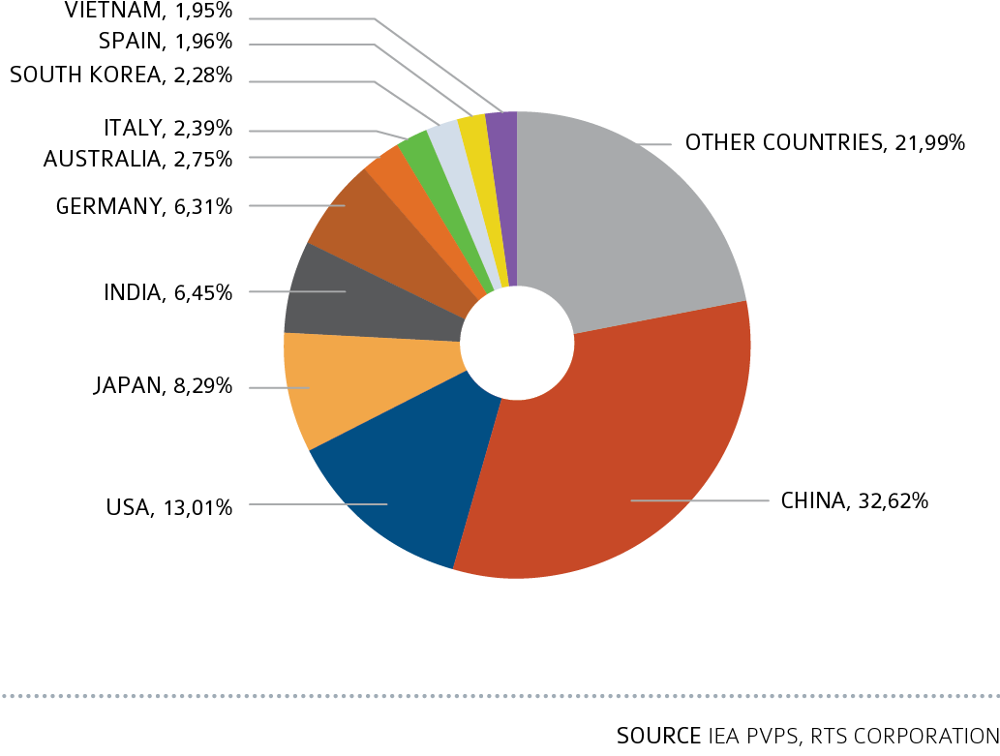 VIETNAM, 1,95%
SPAIN, 1,96%
SOUTH KOREA, 2,28%
ITALY, 2,39%
OTHER COUNTRIES, 21,99%
AUSTRALIA, 2,75%
GERMANY, 6,31%
INDIA, 6,45%
JAPAN, 8,29%
CHINA, 32,62%
USA, 13,01%
SOURCE IEA PVPS, RTS CORPORATION